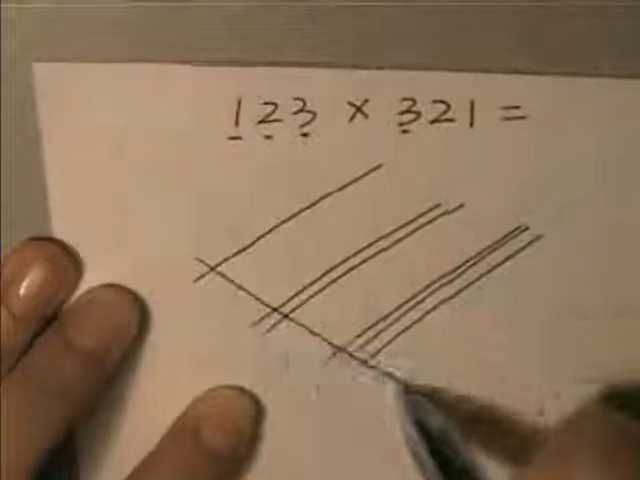 123 × 321 =